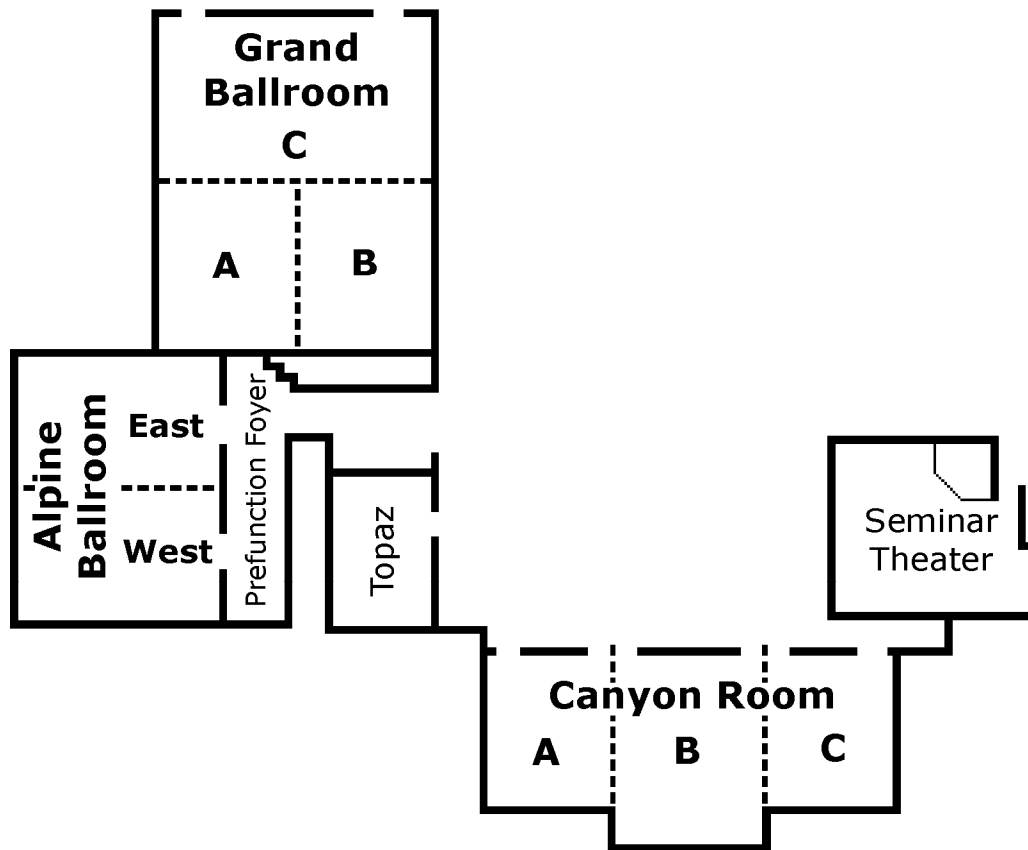 Grand
Ballroom
C
A
B
Alpine
Ballroom
East
West
Prefunction Foyer
Topaz
Seminar
Theater
Canyon Room
A
B
C